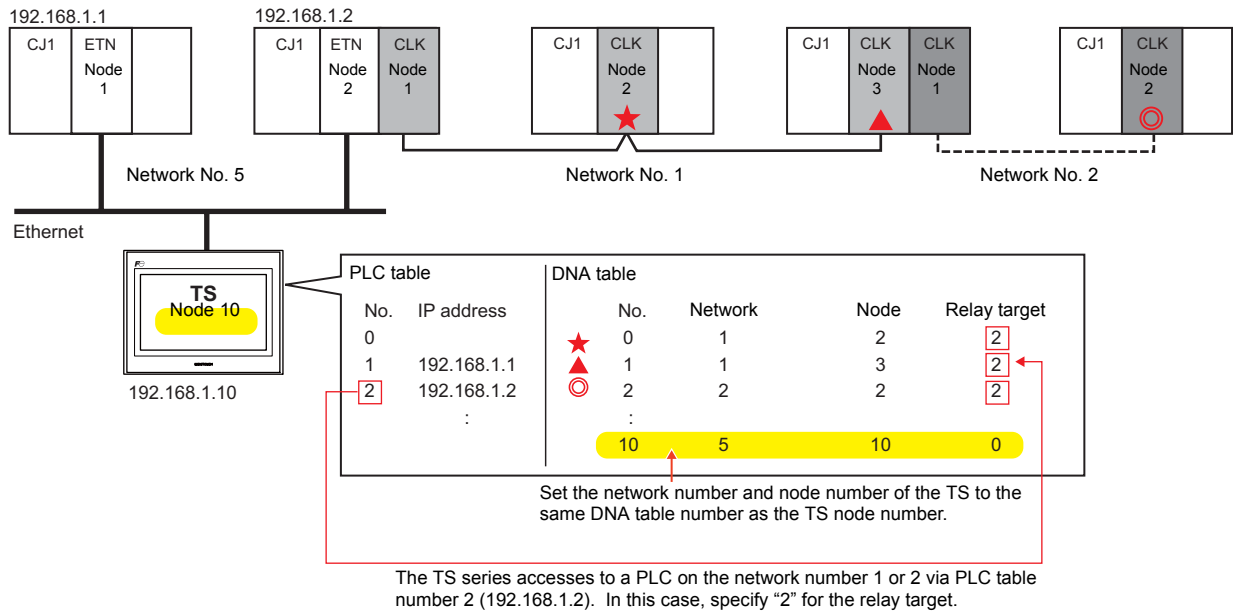 192.168.1.1
192.168.1.2
CJ1 ETN
Node
1
CJ1 ETN CLK
Node Node
2 1
CJ1 CLK
Node
2
CJ1 CLK CLK
Node Node
3 1
CJ1 CLK
Node
2
Network No. 5
Network No. 1
Network No. 2
Ethernet
TS
Node 10
192.168.1.10
PLC table
No. IP address
0
1 192.168.1.1
2 192.168.1.2
:
DNA table
No. Network Node Relay target
0 1 2 2
1 1 3 2
2 2 2 2
:
10 5 10 0
Set the network number and node number of the TS to the
same DNA table number as the TS node number.
The TS series accesses to a PLC on the network number 1 or 2 via PLC table
number 2 (192.168.1.2). In this case, specify “2” for the relay target.